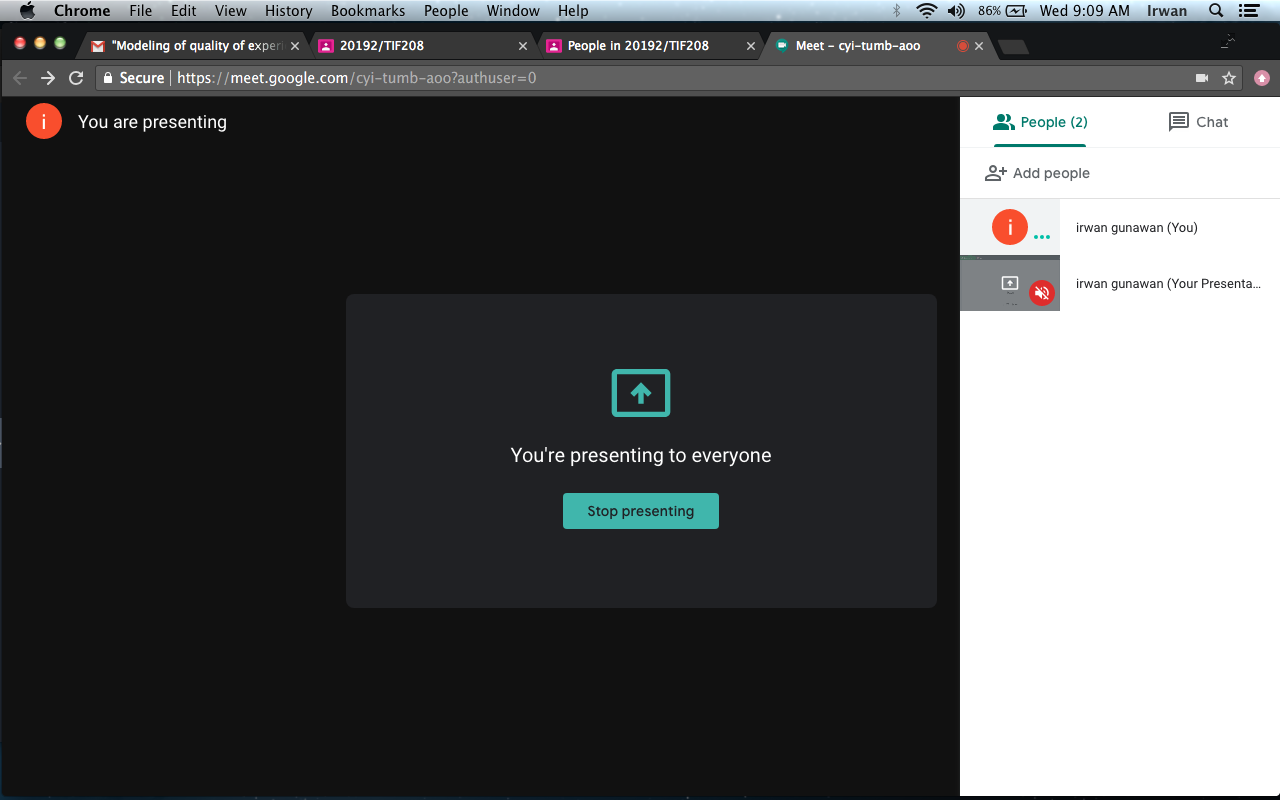 Chrome File Edit View History Bookmarks People Window Help 86% Wed 9:09 AM Irwan
"Modeling of quality of experi 20192/TIF208 People in 20192/TIF208 Meet – cyi-tumb-aoo
Secure | https://meet.google.com/cyi-tumb-aoo?authuser=0
i You are presenting
People (2) Chat
Add people
i irwan gunawan (You)
irwan gunawan (Your Presenta...
You're presenting to everyone
Stop presenting